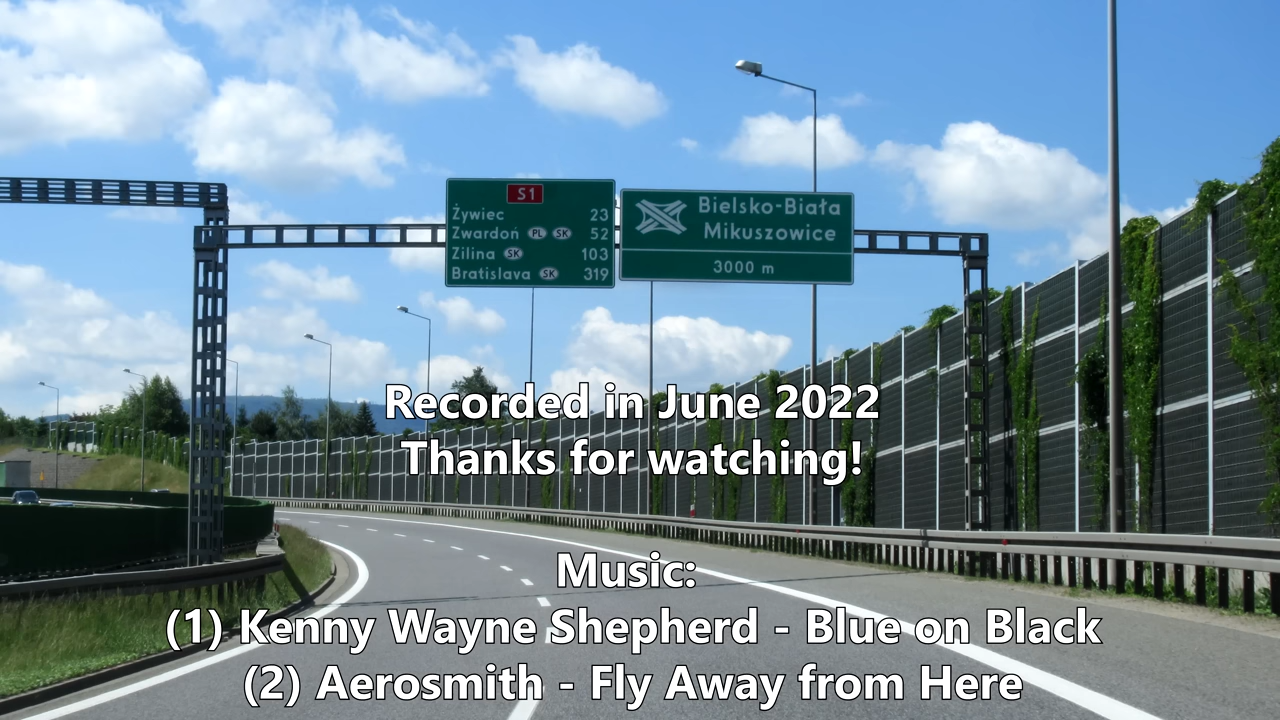 S1
Żywiec 23
Zwardoń PL SK 52
Zilina SK 103
Bratislava SK 319
Bielsko-Biała
Mikuszowice
3000 m
Recorded in June 2022
Thanks for watching!
Music:
(1) Kenny Wayne Shepherd - Blue on Black
(2) Aerosmith - Fly Away from Here